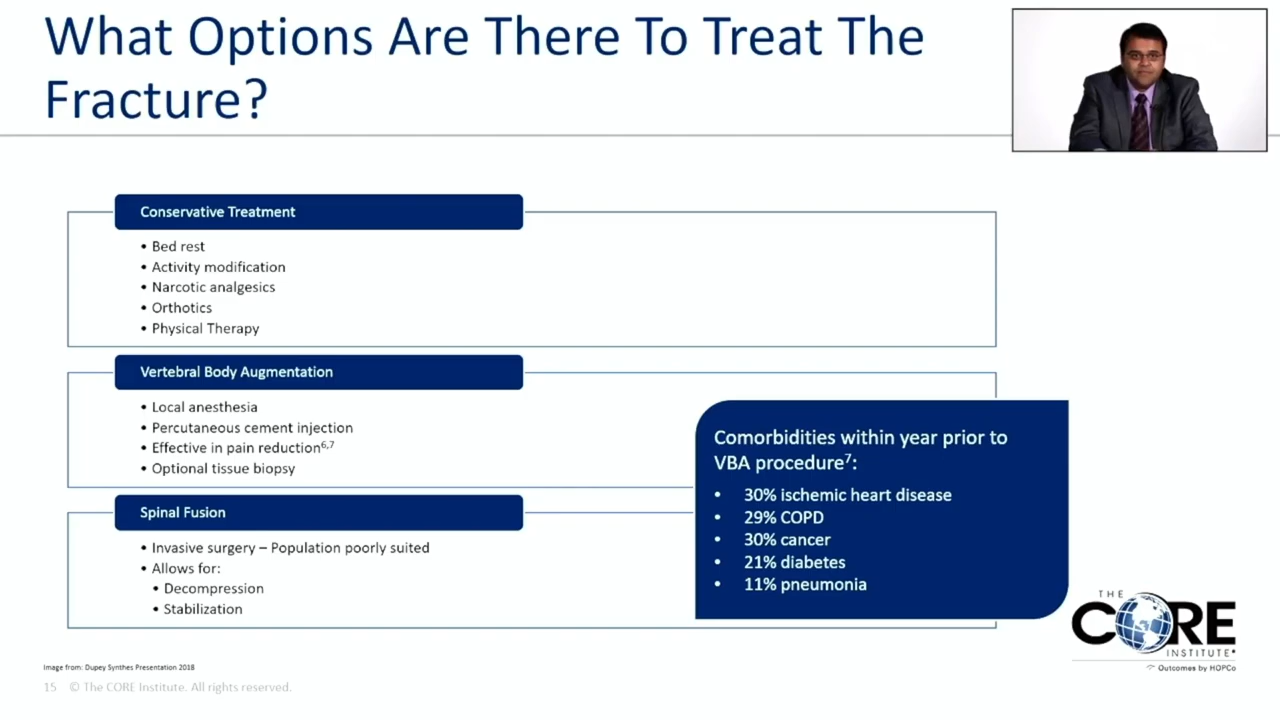 What Options Are There To Treat The
Fracture?
Conservative Treatment
• Bed rest
• Activity modification
• Narcotic analgesics
• Orthotics
• Physical Therapy
Vertebral Body Augmentation
• Local anesthesia
• Percutaneous cement injection
• Effective in pain reduction6,7
• Optional tissue biopsy
Spinal Fusion
• Invasive surgery – Population poorly suited
• Allows for:
• Decompression
• Stabilization
Comorbidities within year prior to
VBA procedure7:
• 30% ischemic heart disease
• 29% COPD
• 30% cancer
• 21% diabetes
• 11% pneumonia
THE
CORE
INSTITUTE
Outcomes by HOPCo
Image from: Dupey Synthes Presentation 2018
15 © The CORE Institute. All rights reserved.